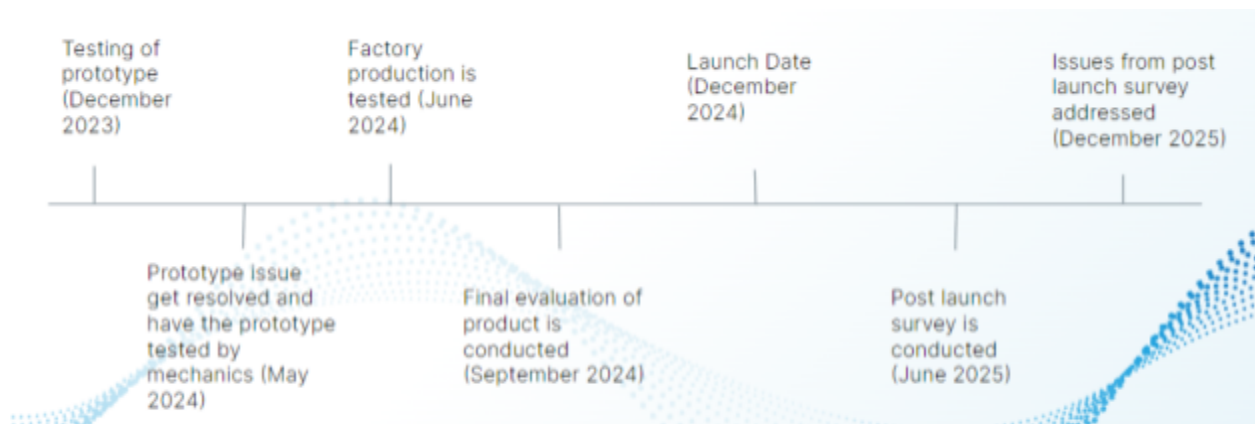 Testing of
prototype
(December
2023)
Factory
production is
tested (June
2024)
Launch Date
(December
2024)
Issues from post
launch survey
addressed
(December 2025)
Prototype issue
get resolved and
have the prototype
tested by
mechanics (May
2024)
Final evaluation of
product is
conducted
(September 2024)
Post launch
survey is
conducted
(June 2025)